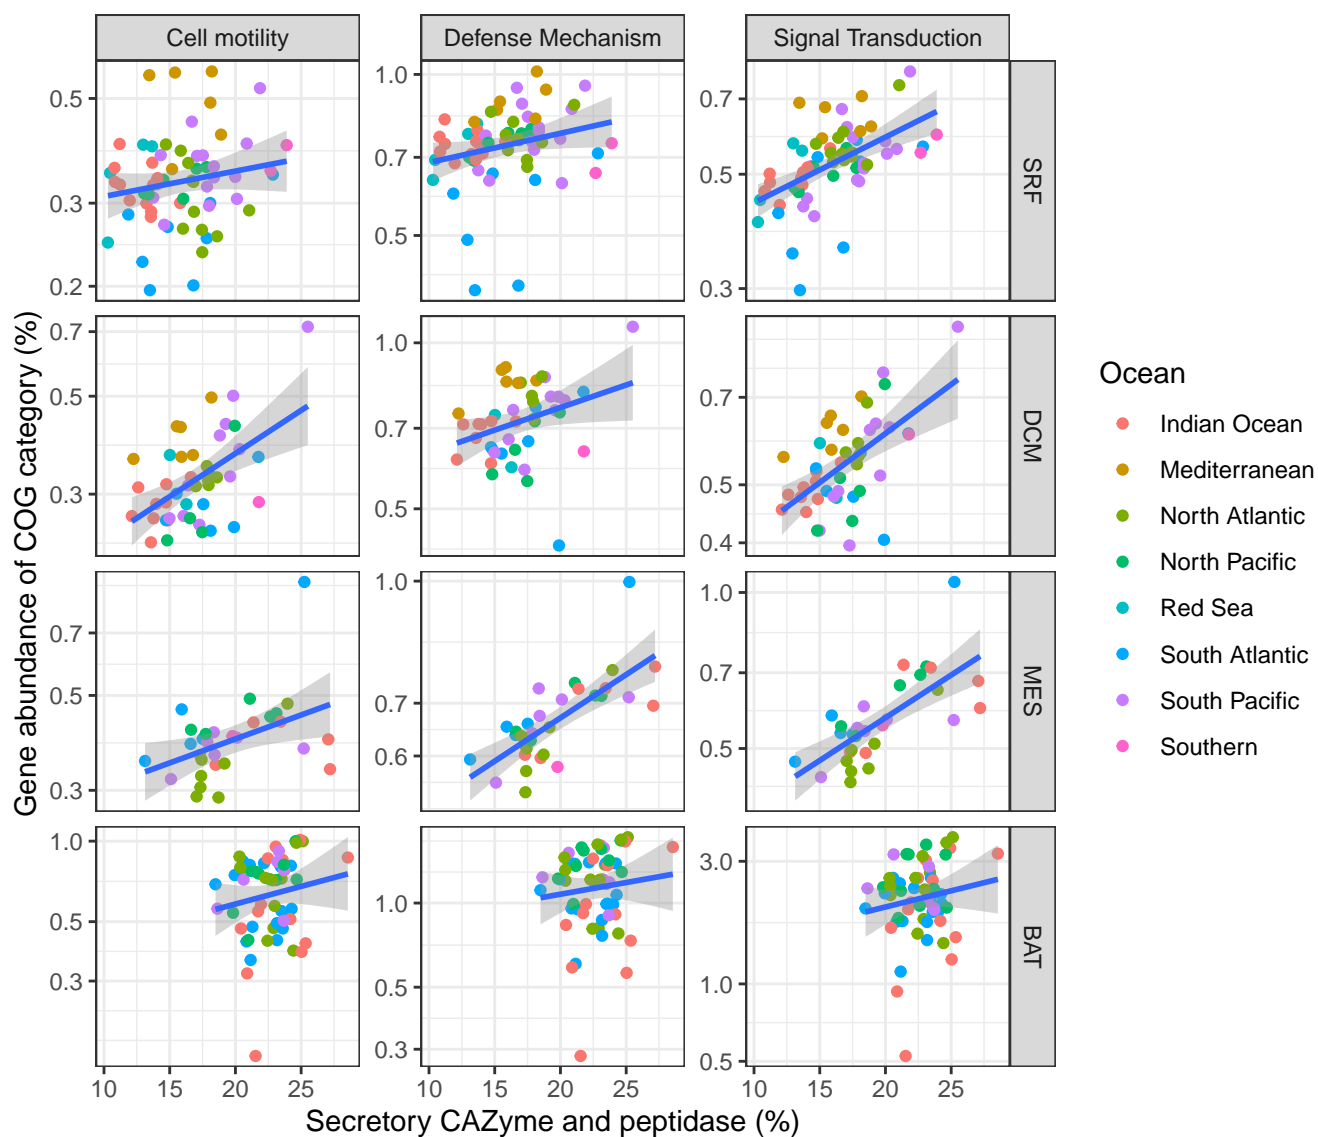 Cell motility Defense Mechanism Signal Transduction
0.5
0.3
0.2
1.0
0.7
0.5
0.7
0.5
0.3
SRF
0.7
0.5
0.3
1.0
0.7
0.5
0.7
0.5
0.4
DCM
0.7
0.5
0.3
1.0
0.7
0.6
1.0
0.7
0.5
MES
1.0
0.5
0.3
1.0
0.5
0.3
3.0
1.0
0.5
BAT
10 15 20 25 10 15 20 25 10 15 20 25
Secretory CAZyme and peptidase (%)
Gene abundance of COG category (%)
Ocean
Indian Ocean
Mediterranean
North Atlantic
North Pacific
Red Sea
South Atlantic
South Pacific
Southern